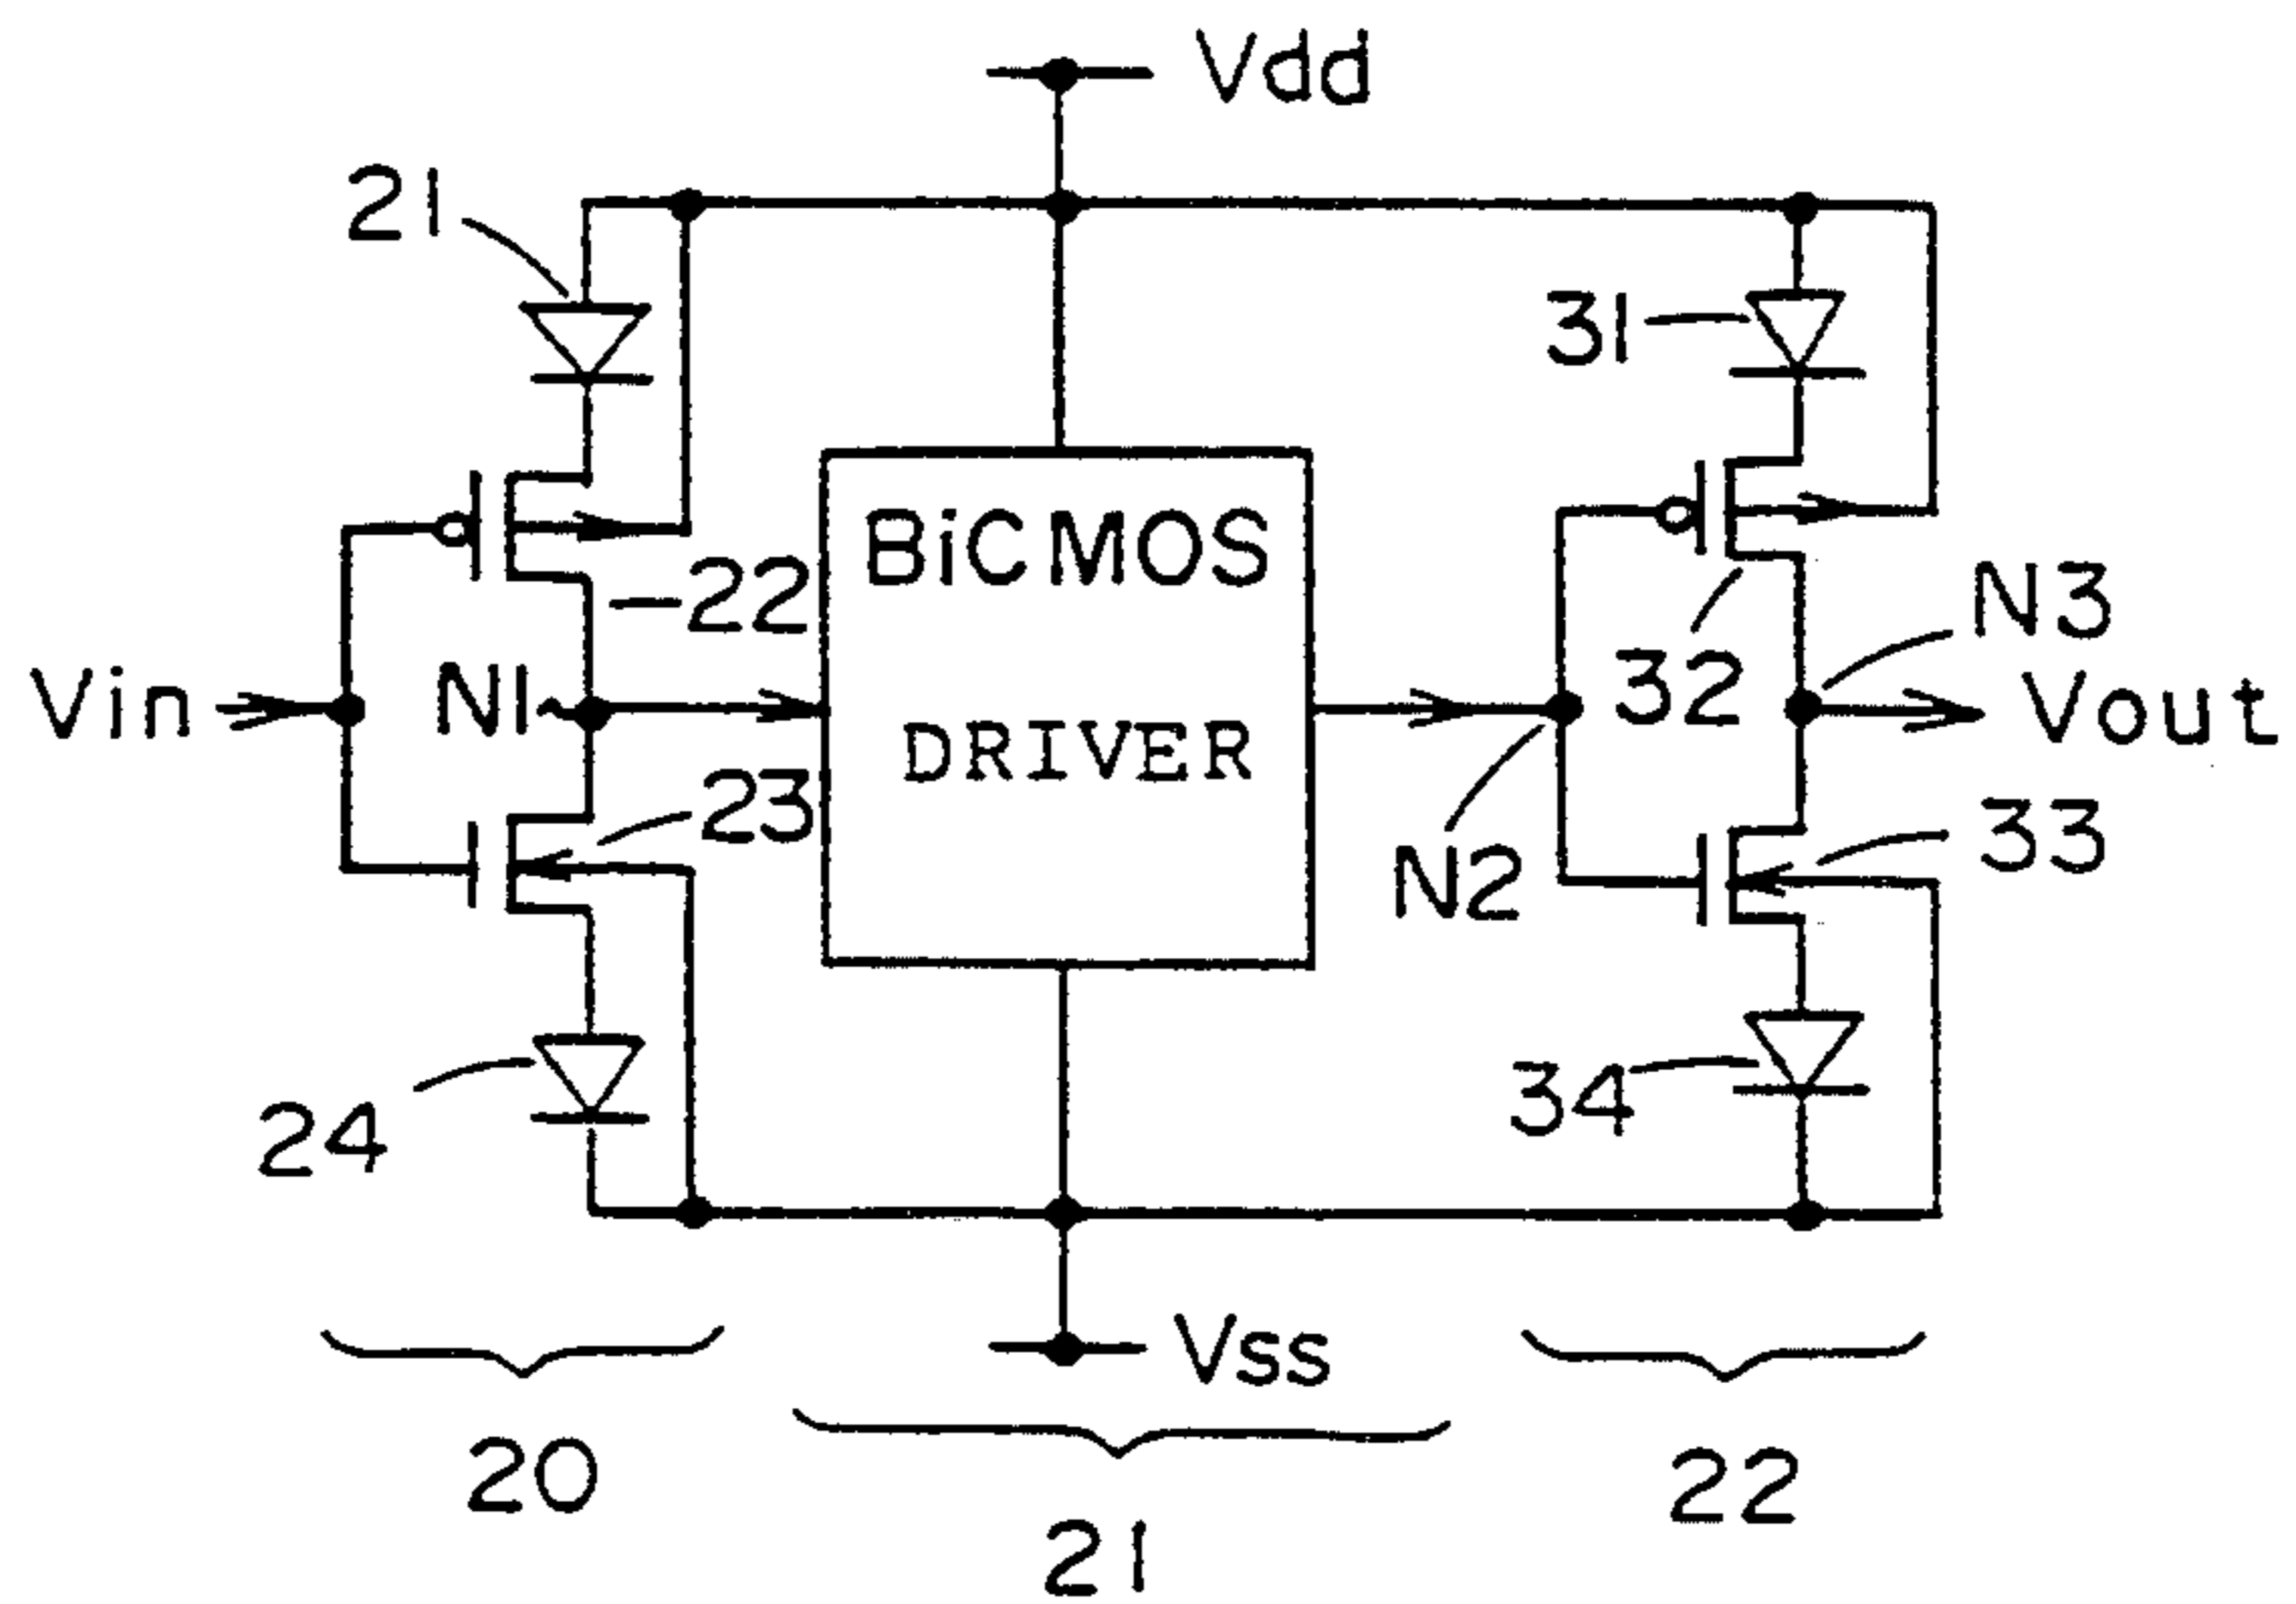 Vdd
21
31
BiCMOS
22
N3
Vin
N1
32
Vout
DRIVER
23
33
N2
34
24
Vss
20
22
21